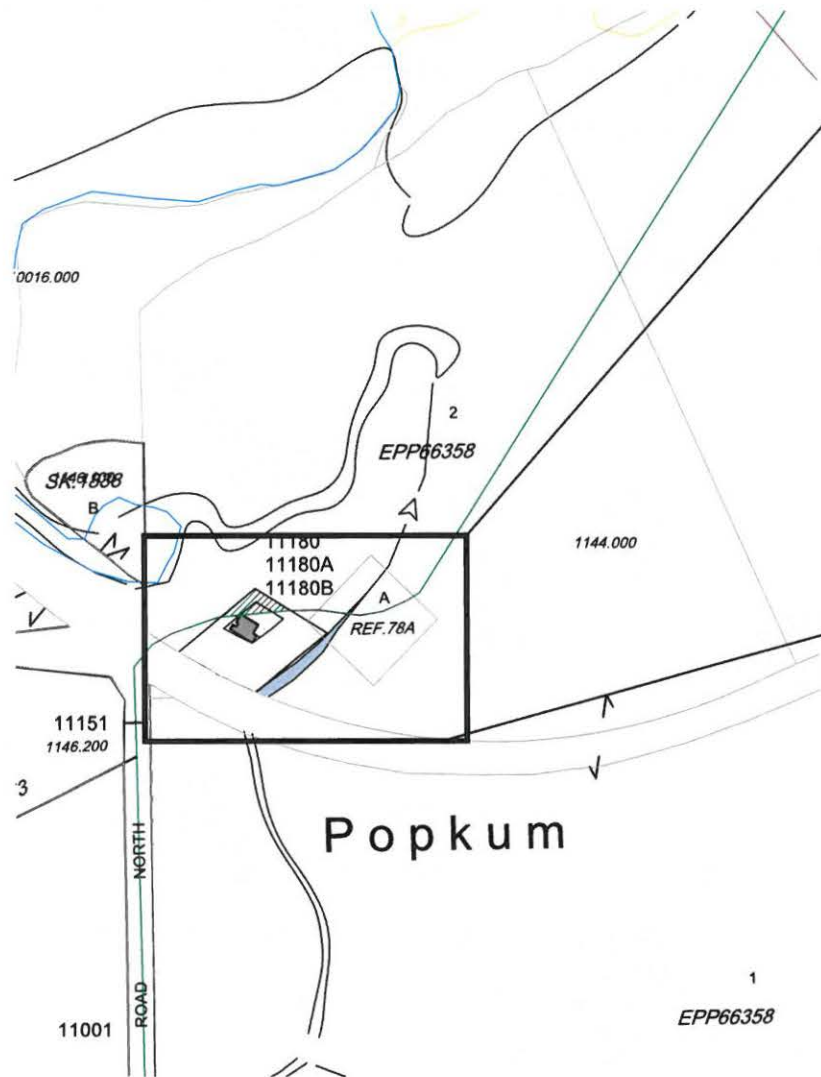 0016.000
2
EPP66358
SK.1538
B
11180
11180A
11180B
1144.000
A
REF.78A
11151
1146.200
3
Popkum
NORTH
ROAD
1
EPP66358
11001